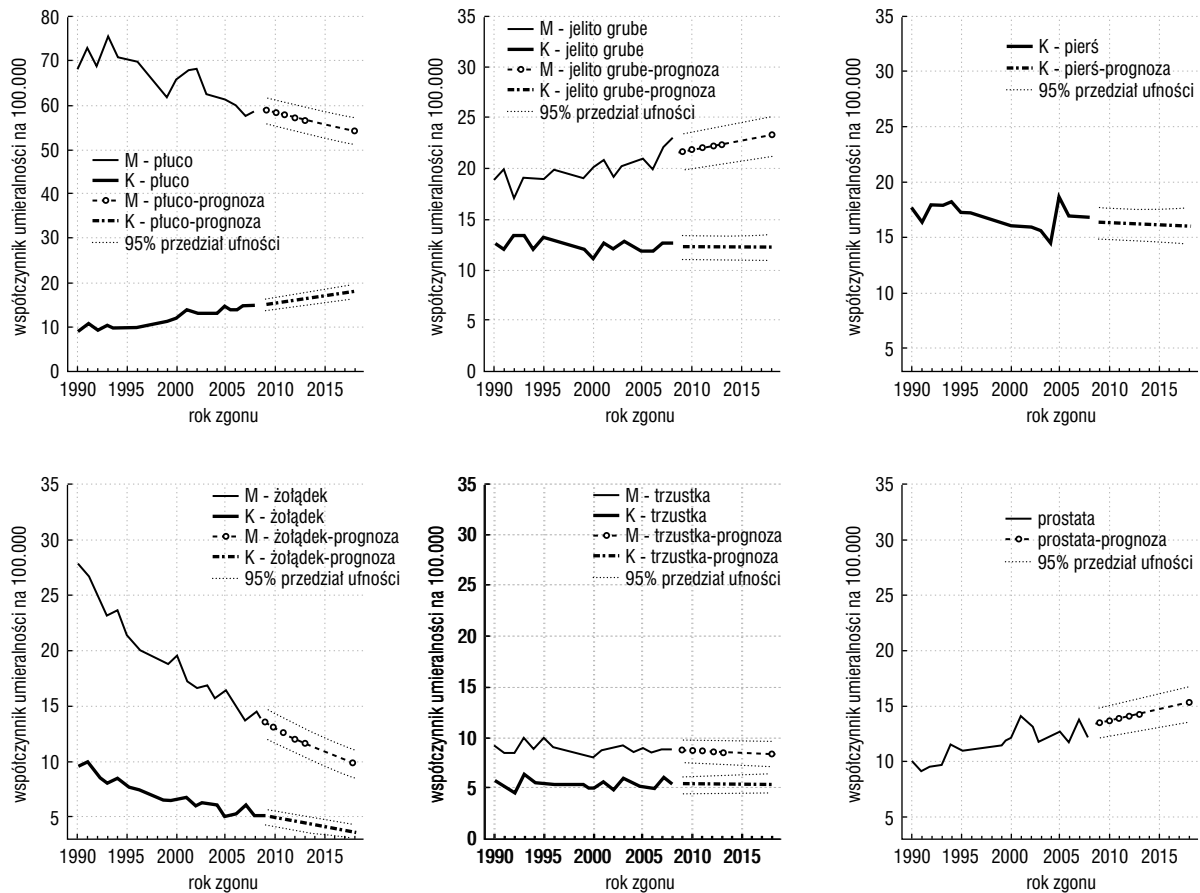 współczynnik umieralności na 100.000
80
70
60
50
40
30
20
10
0
M - płuco
K - płuco
M - płuco-prognoza
K - płuco-prognoza
95% przedział ufności
1990 1995 2000 2005 2010 2015
rok zgonu
współczynnik umieralności na 100.000
35
30
25
20
15
10
5
0
M - jelito grube
K - jelito grube
M - jelito grube-prognoza
K - jelito grube-prognoza
95% przedział ufności
1990 1995 2000 2005 2010 2015
rok zgonu
współczynnik umieralności na 100.000
35
30
25
20
15
10
5
K - pierś
K - pierś-prognoza
95% przedział ufności
1990 1995 2000 2005 2010 2015
rok zgonu
współczynnik umieralności na 100.000
35
30
25
20
15
10
5
M - żołądek
K - żołądek
M - żołądek-prognoza
K - żołądek-prognoza
95% przedział ufności
1990 1995 2000 2005 2010 2015
rok zgonu
współczynnik umieralności na 100.000
35
30
25
20
15
10
5
0
M - trzustka
K - trzustka
M - trzustka-prognoza
K - trzustka-prognoza
95% przedział ufności
1990 1995 2000 2005 2010 2015
rok zgonu
współczynnik umieralności na 100.000
35
30
25
20
15
10
5
prostata
prostata-prognoza
95% przedział ufności
1990 1995 2000 2005 2010 2015
rok zgonu